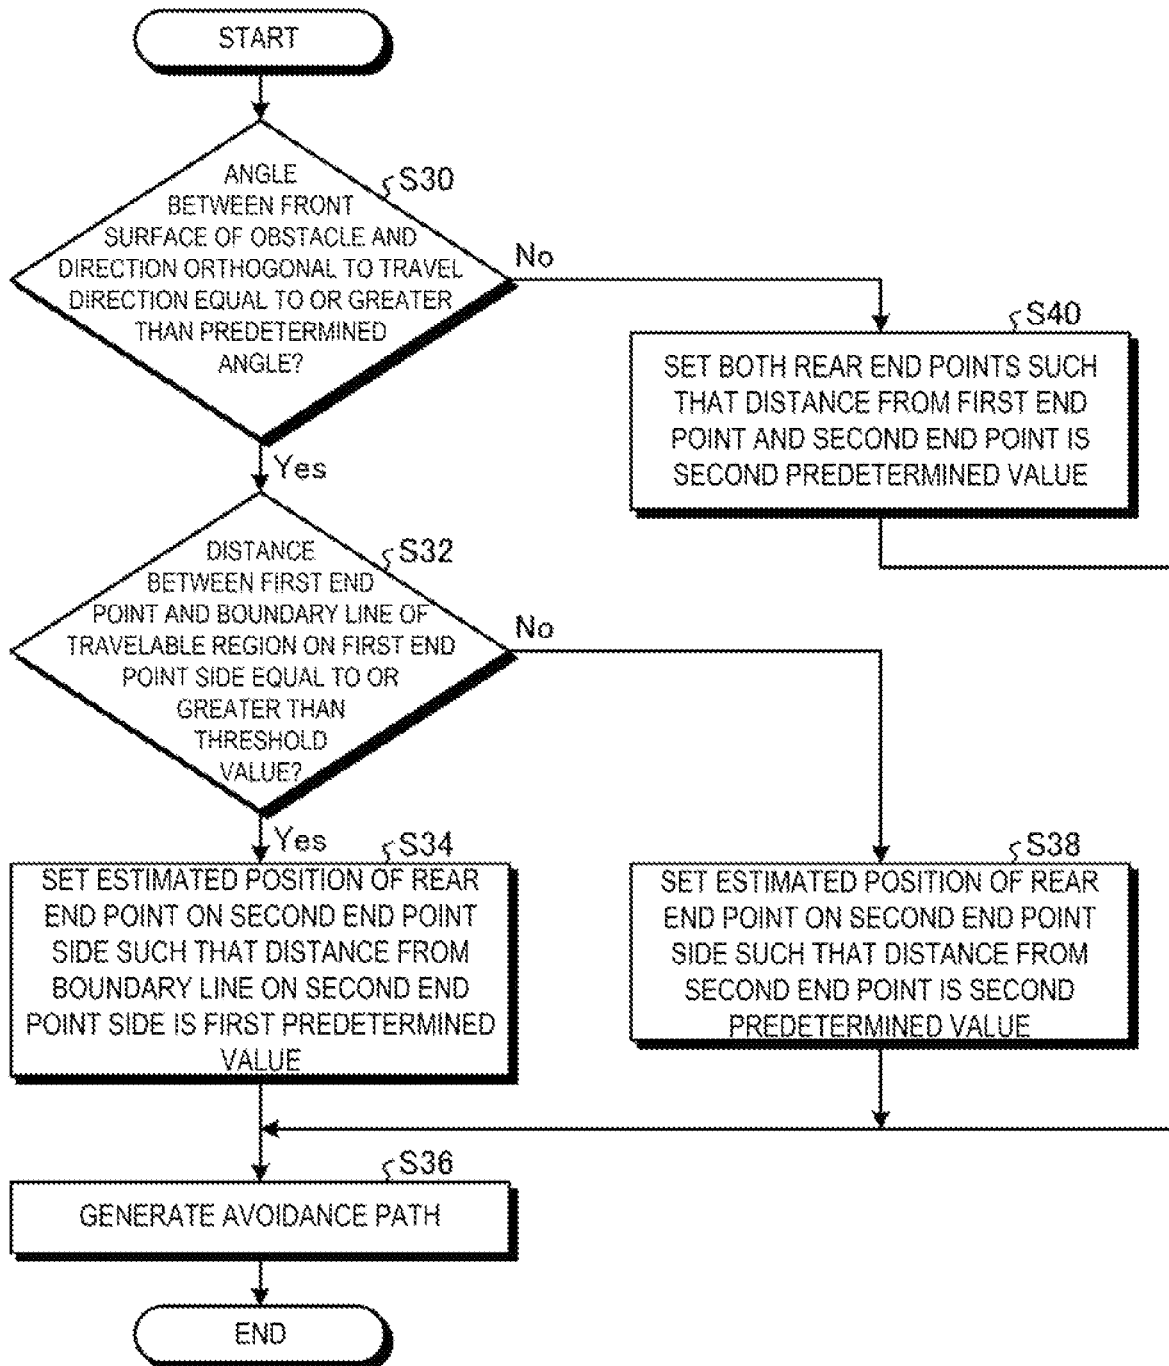 START
S30
ANGLE
BETWEEN FRONT
SURFACE OF OBSTACLE AND
DIRECTION ORTHOGONAL TO TRAVEL
DIRECTION EQUAL TO OR GREATER
THAN PREDETERMINED
ANGLE?
No
Yes
S40
SET BOTH REAR END POINTS SUCH
THAT DISTANCE FROM FIRST END
POINT AND SECOND END POINT IS
SECOND PREDETERMINED VALUE
S32
DISTANCE
BETWEEN FIRST END
POINT AND BOUNDARY LINE OF
TRAVELABLE REGION ON FIRST END
POINT SIDE EQUAL TO OR
GREATER THAN
THRESHOLD
VALUE?
No
Yes
S34
SET ESTIMATED POSITION OF REAR
END POINT ON SECOND END POINT
SIDE SUCH THAT DISTANCE FROM
BOUNDARY LINE ON SECOND END
POINT SIDE IS FIRST PREDETERMINED
VALUE
S38
SET ESTIMATED POSITION OF REAR
END POINT ON SECOND END POINT
SIDE SUCH THAT DISTANCE FROM
SECOND END POINT IS SECOND
PREDETERMINED VALUE
S36
GENERATE AVOIDANCE PATH
END